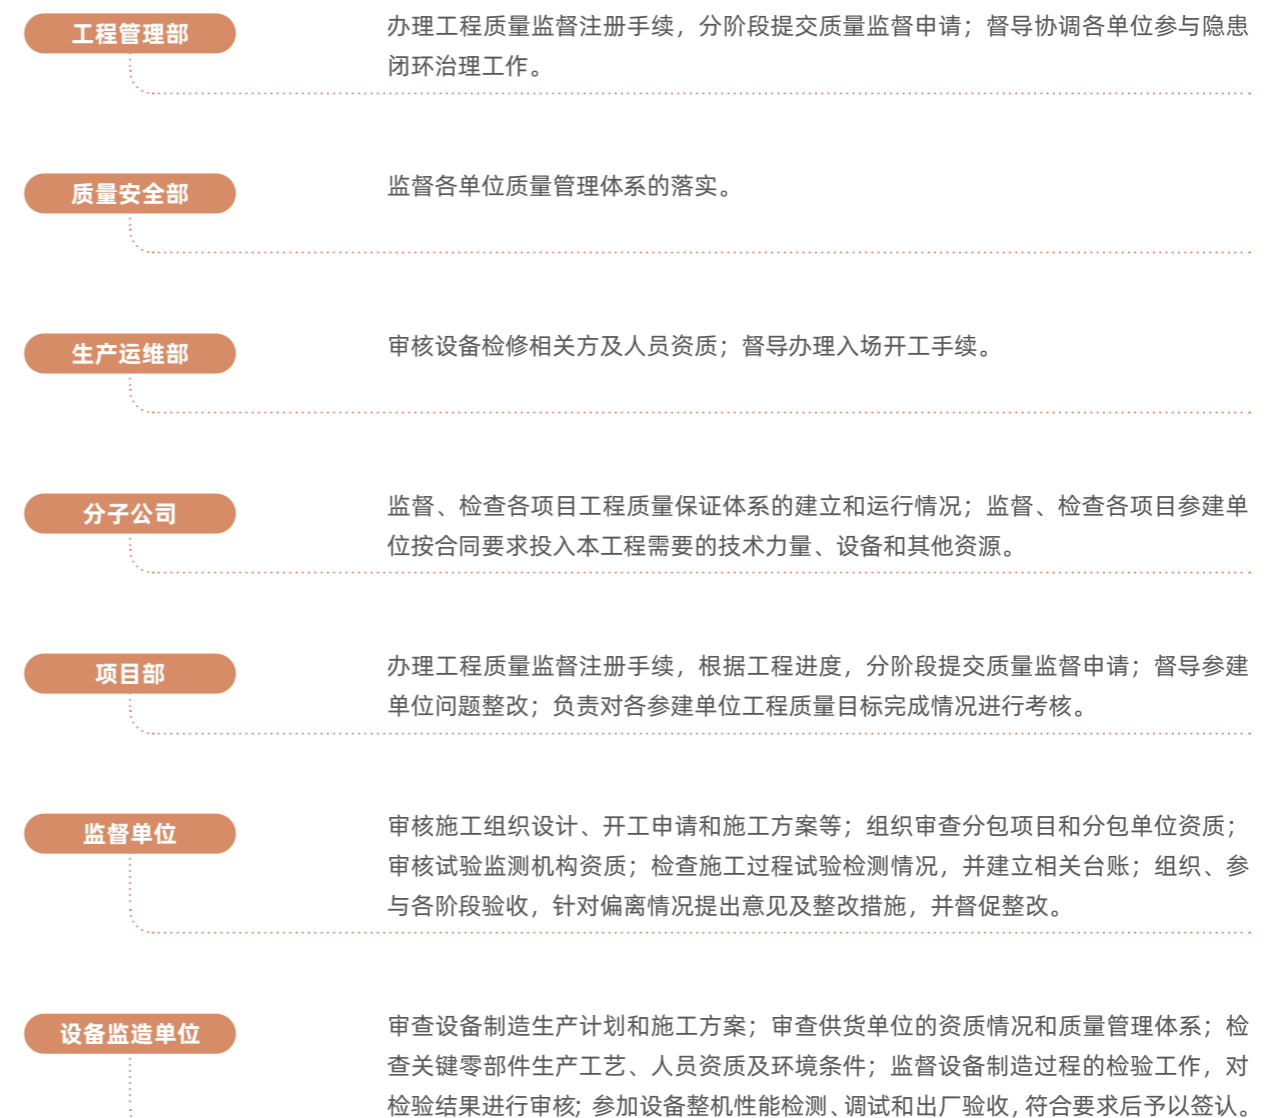 工程管理部
办理工程质量监督注册手续，分阶段提交质量监督申请；督导协调各单位参与隐患
闭环治理工作。
质量安全部
监督各单位质量管理体系的落实。
生产运维部
审核设备检修相关方及人员资质；督导办理入场开工手续。
分子公司
监督、检查各项目工程质量保证体系的建立和运行情况；监督、检查各项目参建单
位按合同要求投入本工程需要的技术力量、设备和其他资源。
项目部
办理工程质量监督注册手续，根据工程进度，分阶段提交质量监督申请；督导参建
单位问题整改；负责对各参建单位工程质量目标完成情况进行考核。
监督单位
审核施工组织设计、开工申请和施工方案等；组织审查分包项目和分包单位资质；
审核试验监测机构资质；检查施工过程试验检测情况，并建立相关台账；组织、参
与各阶段验收，针对偏离情况提出意见及整改措施，并督促整改。
设备监造单位
审查设备制造生产计划和施工方案；审查供货单位的资质情况和质量管理体系；检
查关键零部件生产工艺、人员资质及环境条件；监督设备制造过程的检验工作，对
检验结果进行审核；参加设备整机性能检测、调试和出厂验收，符合要求后予以签认。